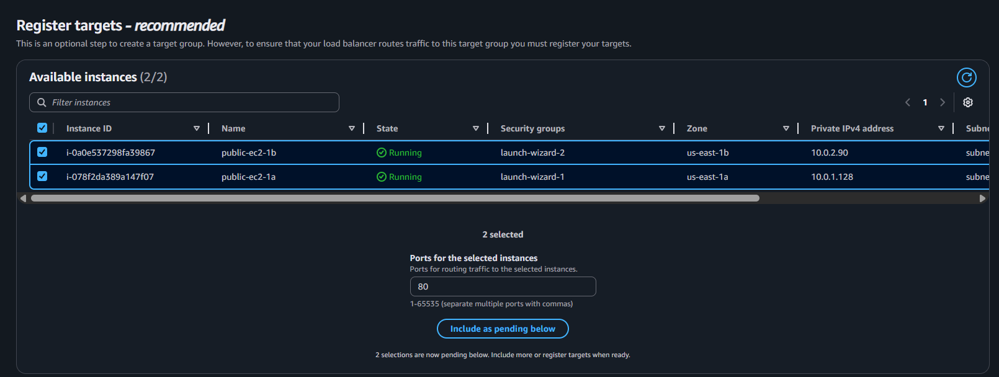 Register targets - recommended
This is an optional step to create a target group. However, to ensure that your load balancer routes traffic to this target group you must register your targets.
Available instances (2/2)
Filter instances
1
Instance ID Name State Security groups Zone Private IPv4 address Subne
i-0a0e537298fa39867 public-ec2-1b Running launch-wizard-2 us-east-1b 10.0.2.90 subne
i-078f2da389a147f07 public-ec2-1a Running launch-wizard-1 us-east-1a 10.0.1.128 subne
2 selected
Ports for the selected instances
Ports for routing traffic to the selected instances.
80
1-65535 (separate multiple ports with commas)
Include as pending below
2 selections are now pending below. Include more or register targets when ready.